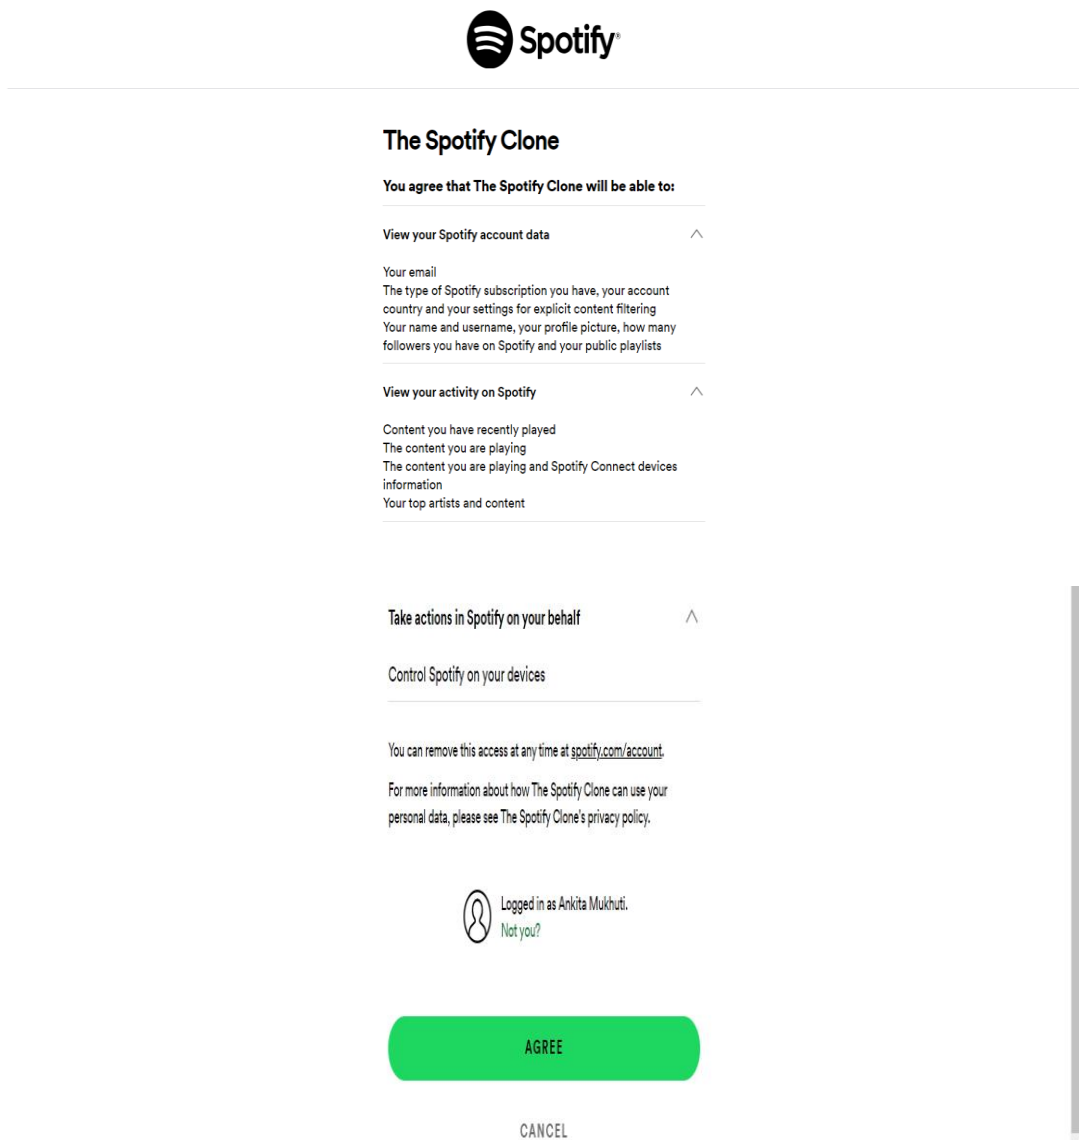 Spotify®
The Spotify Clone
You agree that The Spotify Clone will be able to:
View your Spotify account data
Your email
The type of Spotify subscription you have, your account
country and your settings for explicit content filtering
Your name and username, your profile picture, how many
followers you have on Spotify and your public playlists
View your activity on Spotify
Content you have recently played
The content you are playing
The content you are playing and Spotify Connect devices
information
Your top artists and content
Take actions in Spotify on your behalf
Control Spotify on your devices
You can remove this access at any time at spotify.com/account.
For more information about how The Spotify Clone can use your
personal data, please see The Spotify Clone's privacy policy.
Logged in as Ankita Mukhuti.
Not you?
AGREE
CANCEL